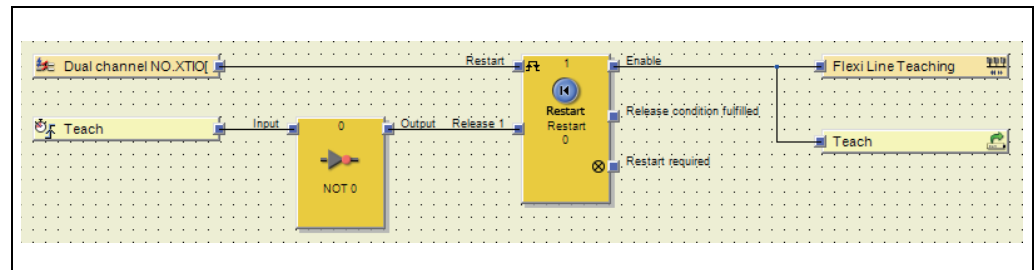 Dual channel NO.XTIO[
Restart
1
Restart
Restart
0
Enable
Release condition fulfilled
Restart required
Flexi Line Teaching
Teach
Input
0
NOT 0
Output
Release 1
Teach